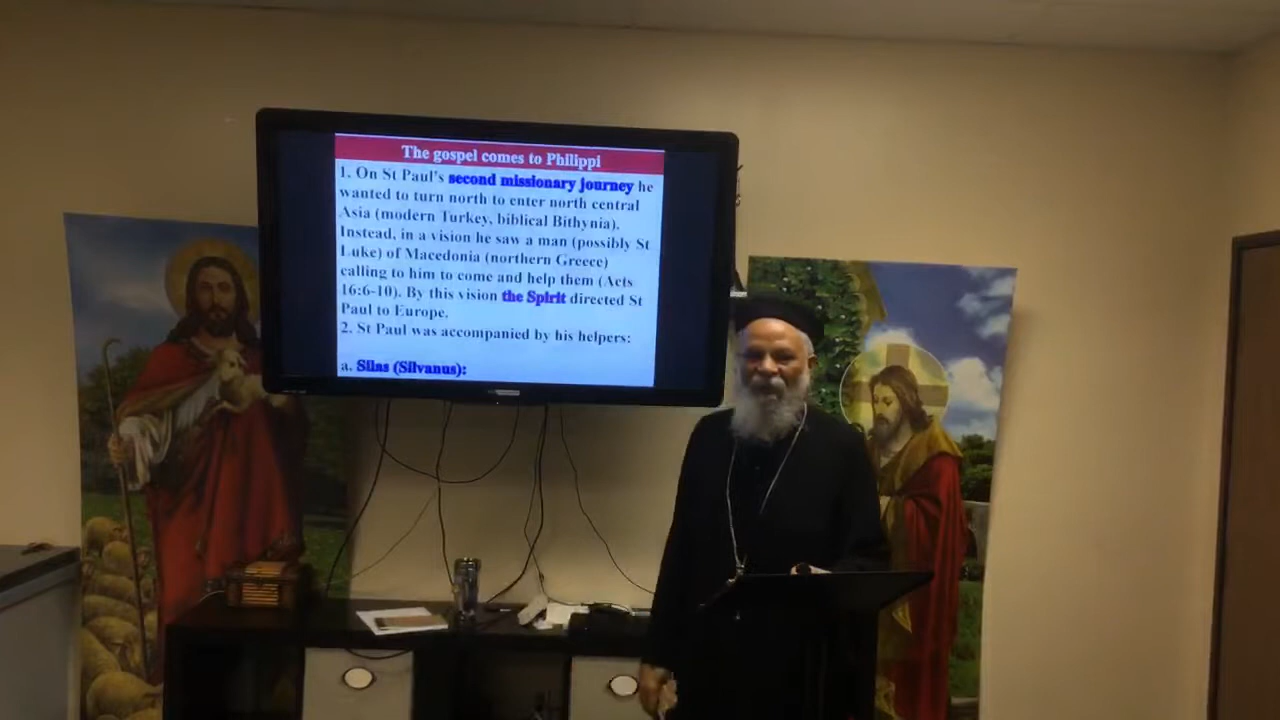 The gospel comes to Philippi
1. On St Paul's second missionary journey he
wanted to turn north to enter north central
Asia (modern Turkey, biblical Bithynia).
Instead, in a vision he saw a man (possibly St
Luke) of Macedonia (northern Greece)
calling to him to come and help them (Acts
16:6-10). By this vision the Spirit directed St
Paul to Europe.
2. St Paul was accompanied by his helpers:
a. Silas (Silvanus):